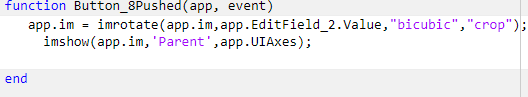 function Button_8Pushed(app, event)
app.im = imrotate(app.im,app.EditField_2.Value,"bicubic","crop");
imshow(app.im,'Parent',app.UIAxes);
end